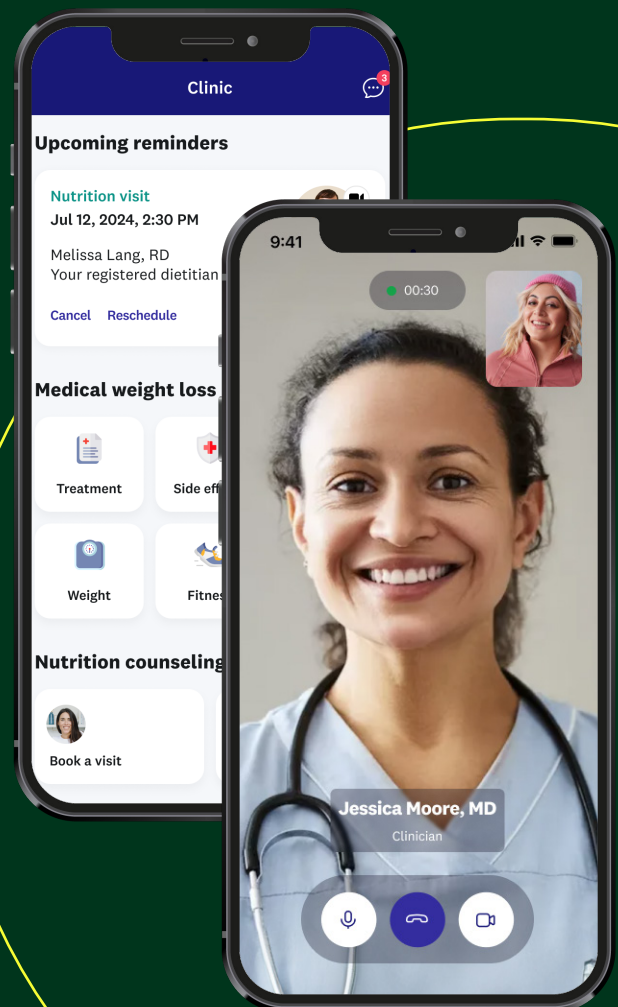 Clinic
3
Upcoming reminders
Nutrition visit
Jul 12, 2024, 2:30 PM
Melissa Lang, RD
Your registered dietitian
Cancel Reschedule
Medical weight loss
Treatment
Side
Weight
Nutrition counseling
Book a visit
9:41
00:30
Jessica Moore, MD
Clinician